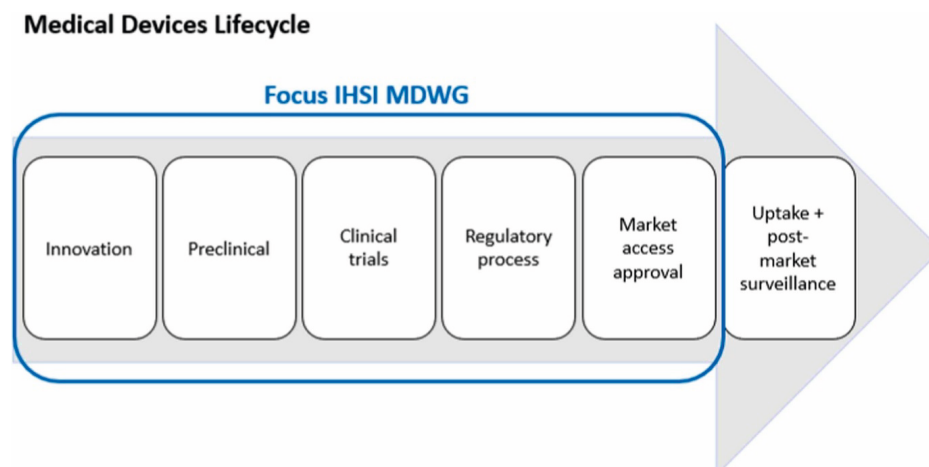 Medical Devices Lifecycle
Focus IHSI MDWG
Innovation
Preclinical
Clinical
trials
Regulatory
process
Market
access
approval
Uptake +
post-
market
surveillance